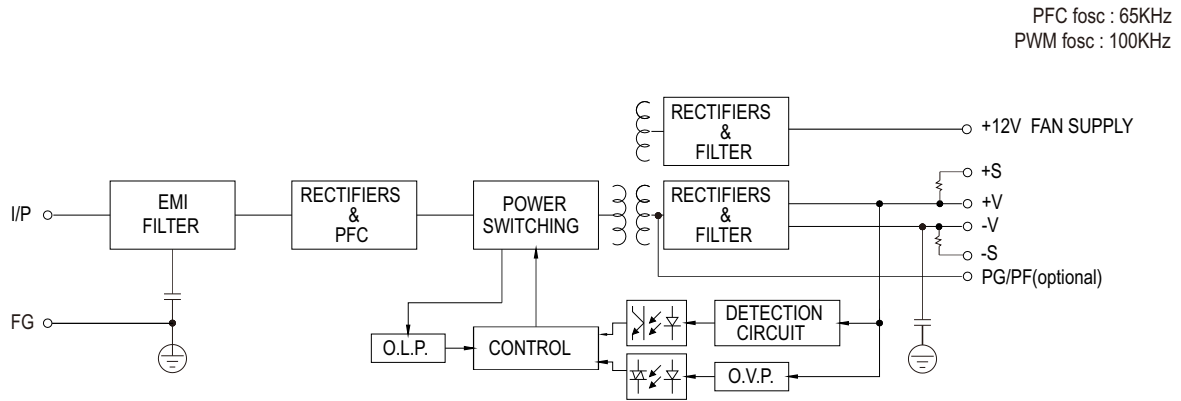 PFC fosc : 65KHz
PWM fosc : 100KHz
RECTIFIERS
&
FILTER
+12V FAN SUPPLY
I/P
EMI
FILTER
RECTIFIERS
&
PFC
POWER
SWITCHING
RECTIFIERS
&
FILTER
+S
+V
-V
-S
PG/PF(optional)
FG
O.L.P.
CONTROL
DETECTION
CIRCUIT
O.V.P.